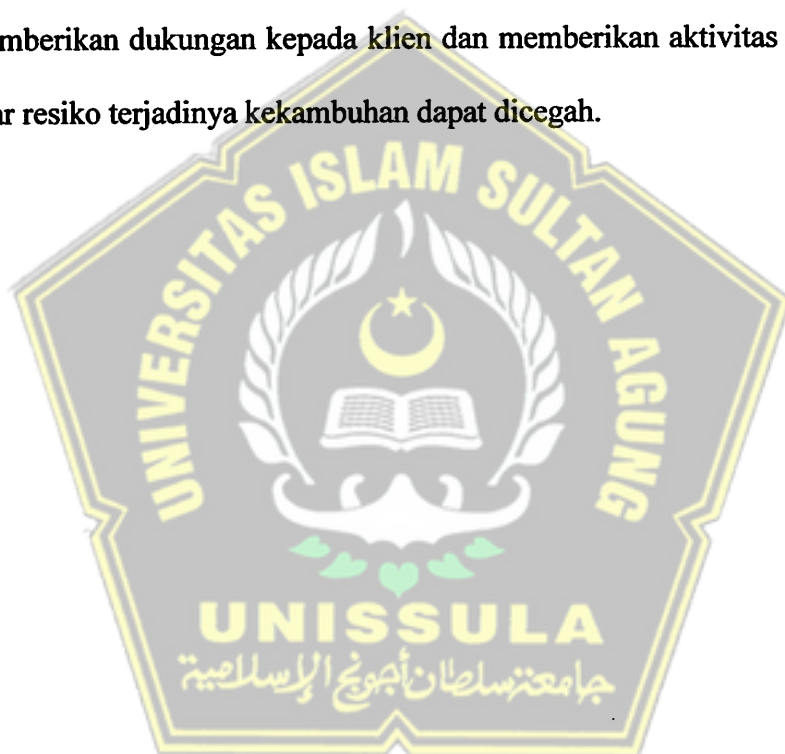 mberikan dukungan kepada klien dan memberikan aktivitas
r resiko terjadinya kekambuhan dapat dicegah.
UNIVERSITAS ISLAM SULTAN AGUNG
UNISSULA
جامعة سلطان أجونج الإسلامية